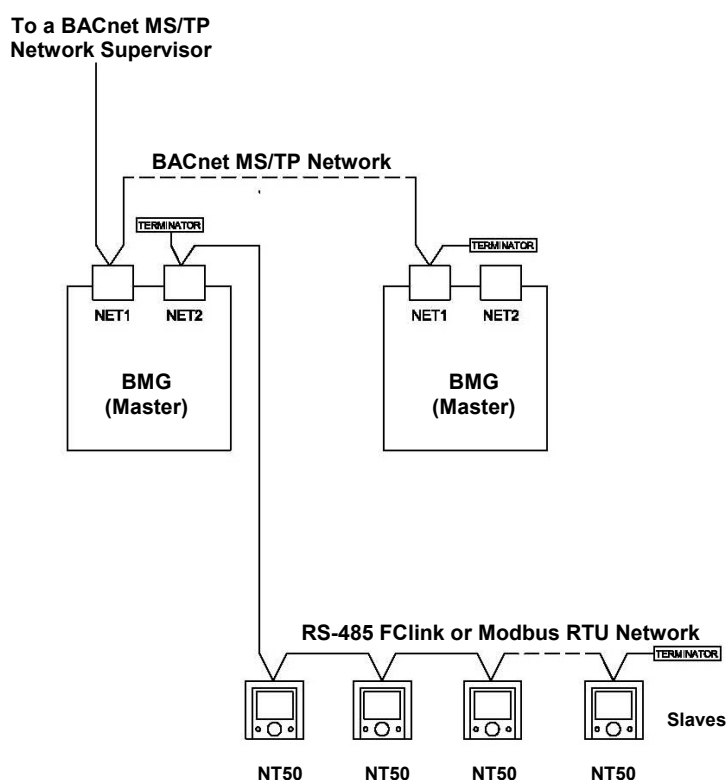 To a BACnet MS/TP
Network Supervisor
BACnet MS/TP Network
TERMINATOR
TERMINATOR
NET1 NET2
NET1 NET2
BMG
(Master)
BMG
(Master)
RS-485 FClink or Modbus RTU Network
TERMINATOR
Slaves
NT50 NT50 NT50 NT50